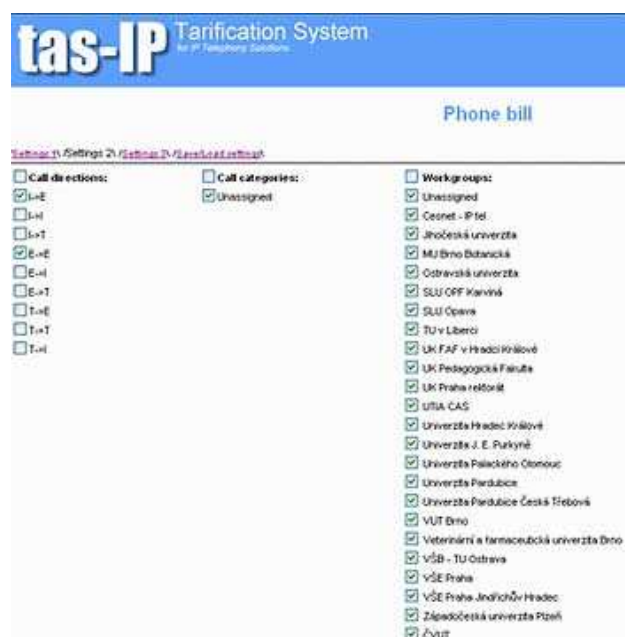 tas-IP Tarification System
for IP Telephony Solutions
Phone bill
/Settings 1\ /Settings 2\ /Settings 3\ /Save/Load settings\
Call directions:
I->E
I->I
I->T
E->E
E->I
E->T
T->E
T->T
T->I
Call categories:
Unassigned
Workgroups:
Unassigned
Cesnet - IP tel
Jihočeská univerzita
MU Brno Botanická
Ostravská univerzita
SLU OPF Karviná
SLU Opava
TU v Liberci
UK FAF v Hradci Králové
UK Pedagogická Fakulta
UK Praha rektorát
UTIA CAS
Univerzita Hradec Králové
Univerzita J. E. Purkyně
Univerzita Palackého Olomouc
Univerzita Pardubice
Univerzita Pardubice Česká Třebová
VUT Brno
Veterinární a farmaceutická univerzita Brno
VŠB - TU Ostrava
VŠE Praha
VŠE Praha Jindřichův Hradec
Západočeská univerzita Plzeň
ČVUT